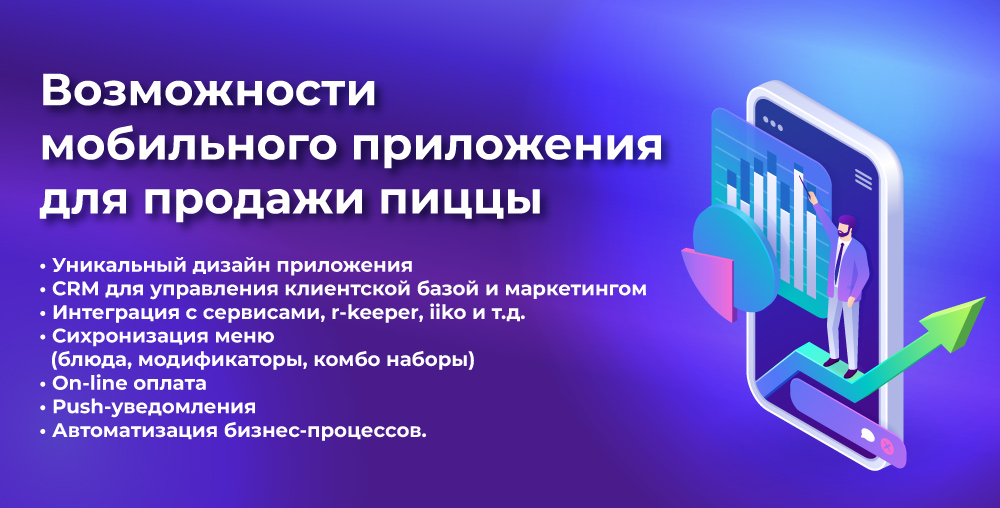 Возможности
мобильного приложения
для продажи пиццы
• Уникальный дизайн приложения
• CRM для управления клиентской базой и маркетингом
• Интеграция с сервисами, r-keeper, iiko и т.д.
• Сихронизация меню
(блюда, модификаторы, комбо наборы)
• On-line оплата
• Push-уведомления
• Автоматизация бизнес-процессов.